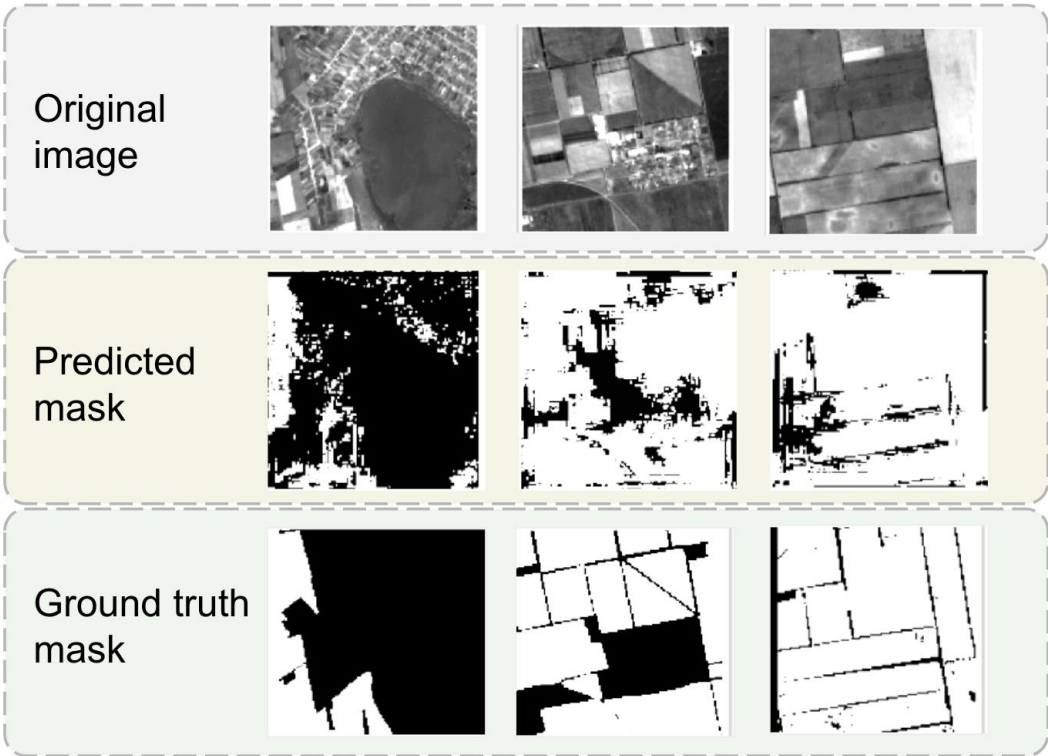 Original
image
Predicted
mask
Ground truth
mask